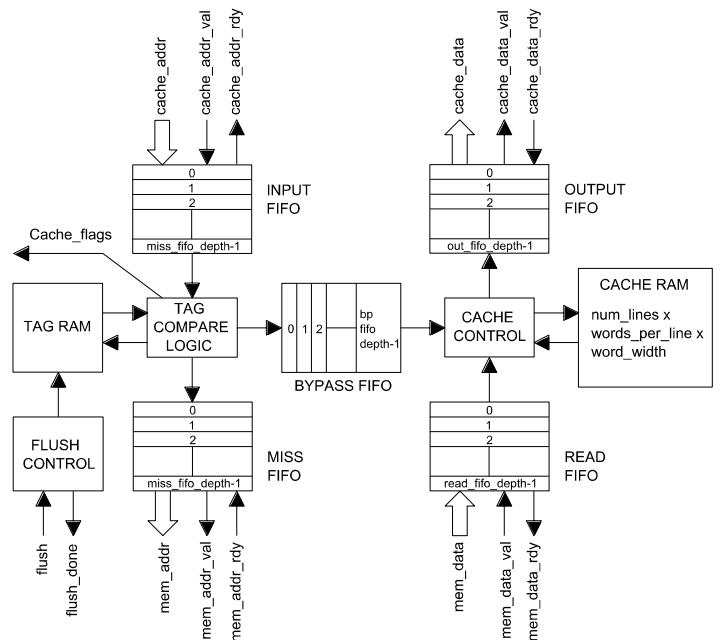 cache_addr
cache_addr_val
cache_addr_rdy
cache_data
cache_data_val
cache_data_rdy
0
1
2
miss_fifo_depth-1
INPUT
FIFO
0
1
2
out_fifo_depth-1
OUTPUT
FIFO
Cache_flags
TAG RAM
TAG
COMPARE
LOGIC
0
1
2
bp
fifo
depth-1
BYPASS FIFO
CACHE
CONTROL
CACHE RAM
num_lines x
words_per_line x
word_width
FLUSH
CONTROL
0
1
2
miss_fifo_depth-1
MISS
FIFO
0
1
2
read_fifo_depth-1
READ
FIFO
flush
flush_done
mem_addr
mem_addr_val
mem_addr_rdy
mem_data
mem_data_val
mem_data_rdy